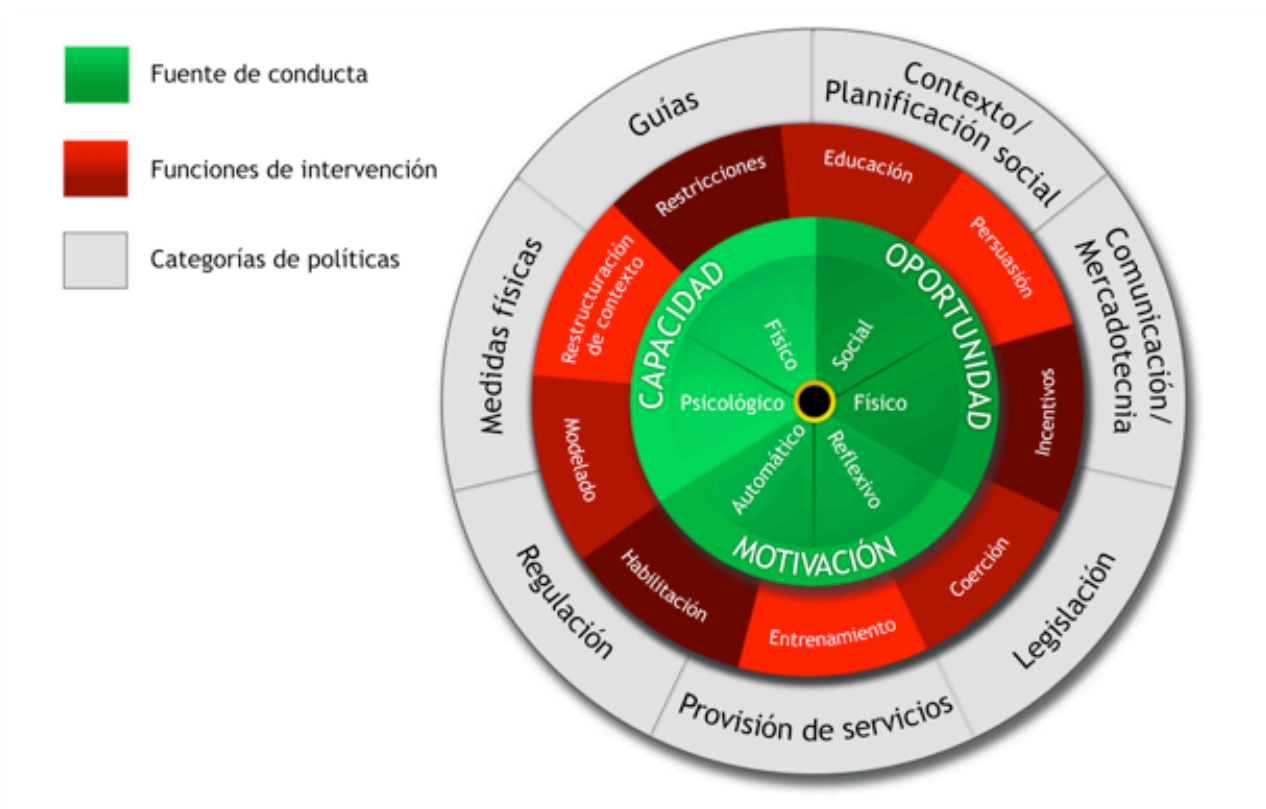 Fuente de conducta
Funciones de intervención
Categorías de políticas
Guías
Contexto/
Planificación social
Comunicación/
Mercadotecnia
Legislación
Provisión de servicios
Regulación
Medidas físicas
Restricciones
Educación
Persuasión
Incentivos
Coerción
Entrenamiento
Habilitación
Modelado
Restructuración
de contexto
CAPACIDAD
OPORTUNIDAD
MOTIVACIÓN
Físico
Social
Psicológico
Físico
Automático
Reflexivo